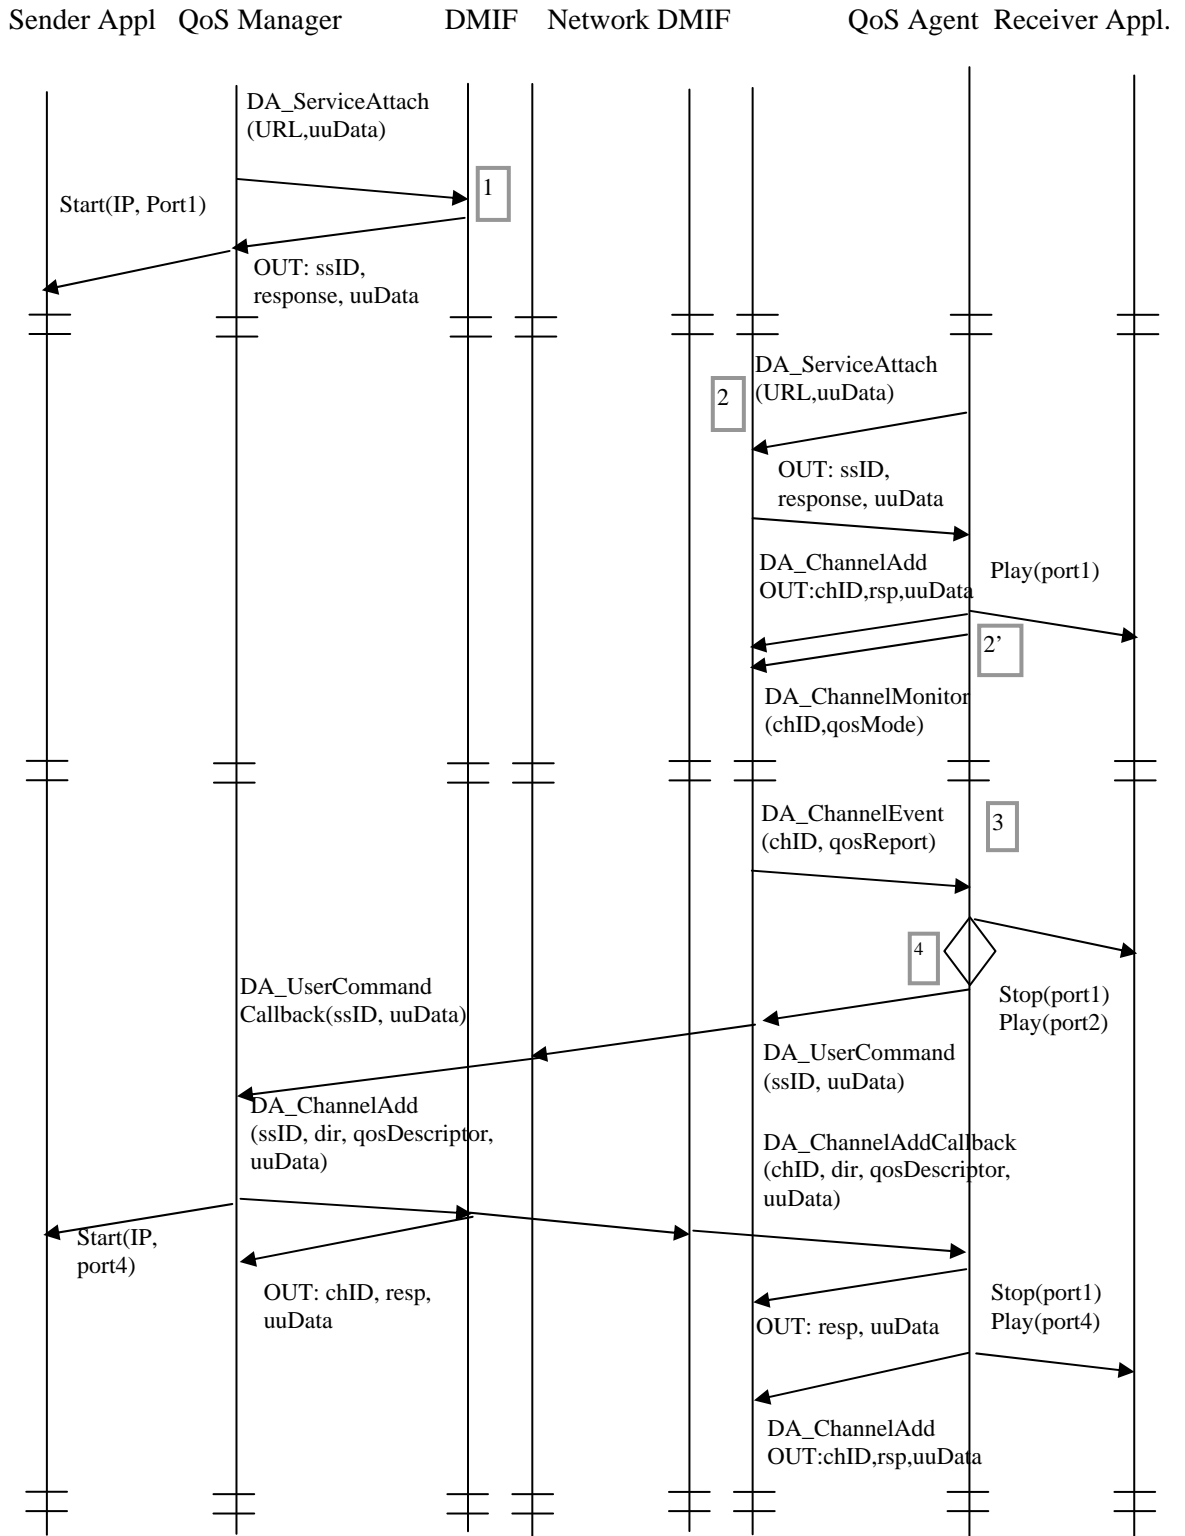 Sender Appl QoS Manager DMIF Network DMIF QoS Agent Receiver Appl.
DA_ServiceAttach
(URL,uuData)
1
Start(IP, Port1)
OUT: ssID,
response, uuData
DA_ServiceAttach
(URL,uuData)
2
OUT: ssID,
response, uuData
DA_ChannelAdd
OUT:chID,rsp,uuData
Play(port1)
2’
DA_ChannelMonitor
(chID,qosMode)
DA_ChannelEvent
(chID, qosReport)
3
4
DA_UserCommand
Callback(ssID, uuData)
Stop(port1)
Play(port2)
DA_UserCommand
(ssID, uuData)
DA_ChannelAdd
(ssID, dir, qosDescriptor,
uuData)
DA_ChannelAddCallback
(chID, dir, qosDescriptor,
uuData)
Start(IP,
port4)
OUT: chID, resp,
uuData
Stop(port1)
Play(port4)
OUT: resp, uuData
DA_ChannelAdd
OUT:chID,rsp,uuData